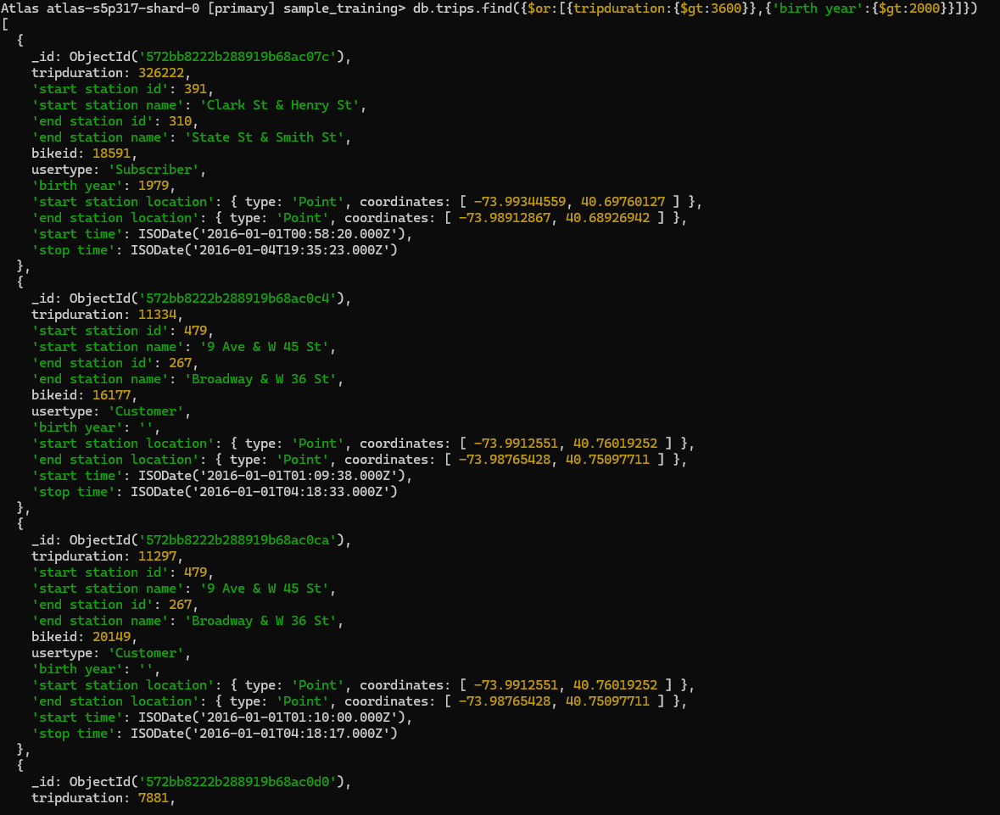 Atlas atlas-s5p317-shard-0 [primary] sample_training> db.trips.find({$or:[{tripduration:{$gt:3600}},{'birth year':{$gt:2000}}]})
[
  {
    _id: ObjectId('572bb8222b288919b68ac07c'),
    tripduration: 326222,
    'start station id': 391,
    'start station name': 'Clark St & Henry St',
    'end station id': 310,
    'end station name': 'State St & Smith St',
    bikeid: 18591,
    usertype: 'Subscriber',
    'birth year': 1979,
    'start station location': { type: 'Point', coordinates: [ -73.99344559, 40.69760127 ] },
    'end station location': { type: 'Point', coordinates: [ -73.98912867, 40.68926942 ] },
    'start time': ISODate('2016-01-01T00:58:20.000Z'),
    'stop time': ISODate('2016-01-04T19:35:23.000Z')
  },
  {
    _id: ObjectId('572bb8222b288919b68ac0c4'),
    tripduration: 11334,
    'start station id': 479,
    'start station name': '9 Ave & W 45 St',
    'end station id': 267,
    'end station name': 'Broadway & W 36 St',
    bikeid: 16177,
    usertype: 'Customer',
    'birth year': '',
    'start station location': { type: 'Point', coordinates: [ -73.9912551, 40.76019252 ] },
    'end station location': { type: 'Point', coordinates: [ -73.98765428, 40.75097711 ] },
    'start time': ISODate('2016-01-01T01:09:38.000Z'),
    'stop time': ISODate('2016-01-01T04:18:33.000Z')
  },
  {
    _id: ObjectId('572bb8222b288919b68ac0ca'),
    tripduration: 11297,
    'start station id': 479,
    'start station name': '9 Ave & W 45 St',
    'end station id': 267,
    'end station name': 'Broadway & W 36 St',
    bikeid: 20149,
    usertype: 'Customer',
    'birth year': '',
    'start station location': { type: 'Point', coordinates: [ -73.9912551, 40.76019252 ] },
    'end station location': { type: 'Point', coordinates: [ -73.98765428, 40.75097711 ] },
    'start time': ISODate('2016-01-01T01:10:00.000Z'),
    'stop time': ISODate('2016-01-01T04:18:17.000Z')
  },
  {
    _id: ObjectId('572bb8222b288919b68ac0d0'),
    tripduration: 7881,